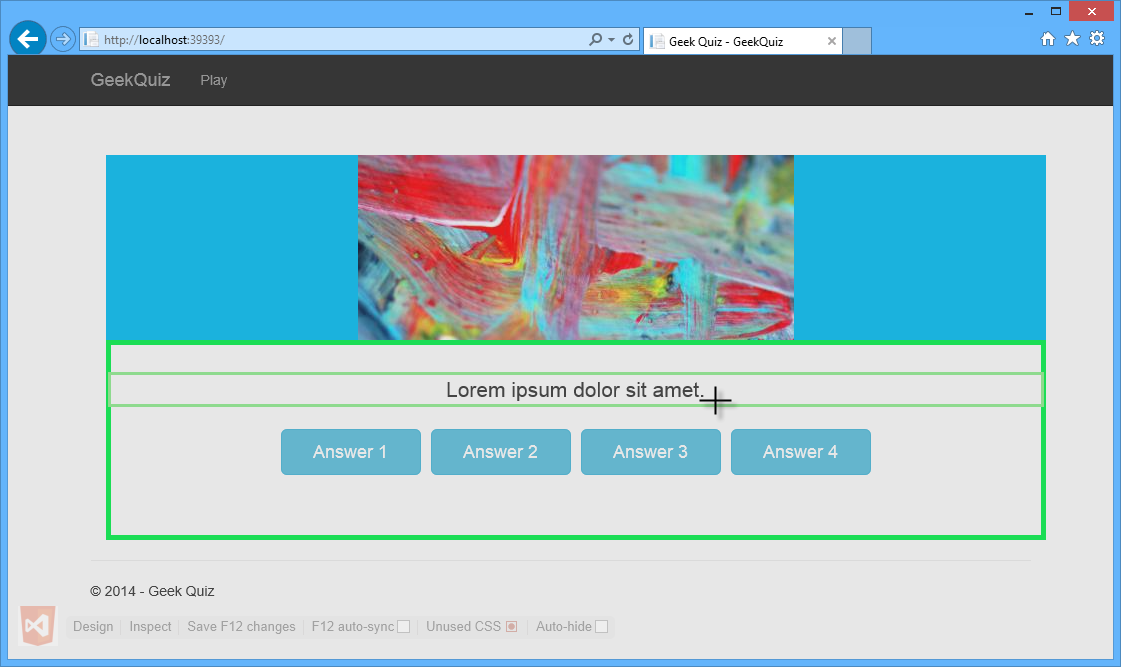 http://localhost:39393/
Geek Quiz - GeekQuiz
GeekQuiz Play
Lorem ipsum dolor sit amet.
Answer 1 Answer 2 Answer 3 Answer 4
© 2014 - Geek Quiz
Design Inspect Save F12 changes F12 auto-sync Unused CSS Auto-hide